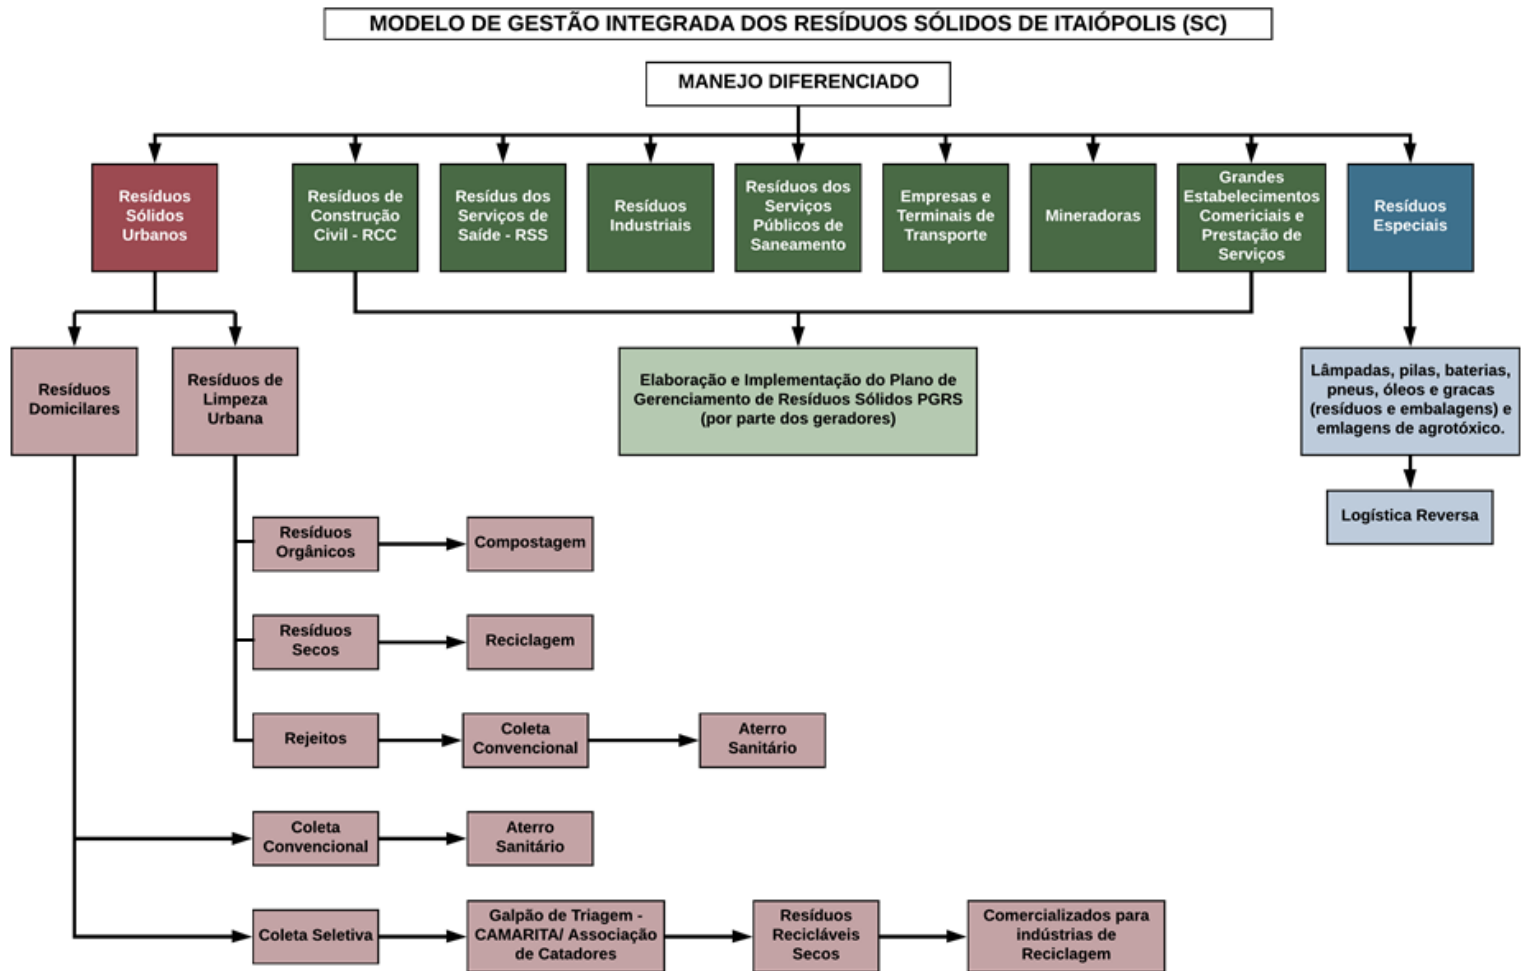 MODELO DE GESTÃO INTEGRADA DOS RESÍDUOS SÓLIDOS DE ITAIÓPOLIS (SC)
MANEJO DIFERENCIADO
Resíduos
Sólidos
Urbanos
Resíduos de
Construção
Civil - RCC
Resídus dos
Serviços de
Saíde - RSS
Resíduos
Industriais
Resíduos dos
Serviços
Públicos de
Saneamento
Empresas e
Terminais de
Transporte
Mineradoras
Grandes
Estabelecimentos
Comericiais e
Prestação de
Serviços
Resíduos
Especiais
Resíduos
Domicilares
Resíduos de
Limpeza
Urbana
Elaboração e Implementação do Plano de
Gerenciamento de Resíduos Sólidos PGRS
(por parte dos geradores)
Lâmpadas, pilas, baterias,
pneus, óleos e gracas
(resíduos e embalagens) e
emlagens de agrotóxico.
Logística Reversa
Resíduos
Orgânicos
Compostagem
Resíduos
Secos
Reciclagem
Rejeitos
Coleta
Convencional
Aterro
Sanitário
Coleta
Convencional
Aterro
Sanitário
Coleta Seletiva
Galpão de Triagem -
CAMARITA/ Associação
de Catadores
Resíduos
Recicláveis
Secos
Comercializados para
indústrias de
Reciclagem